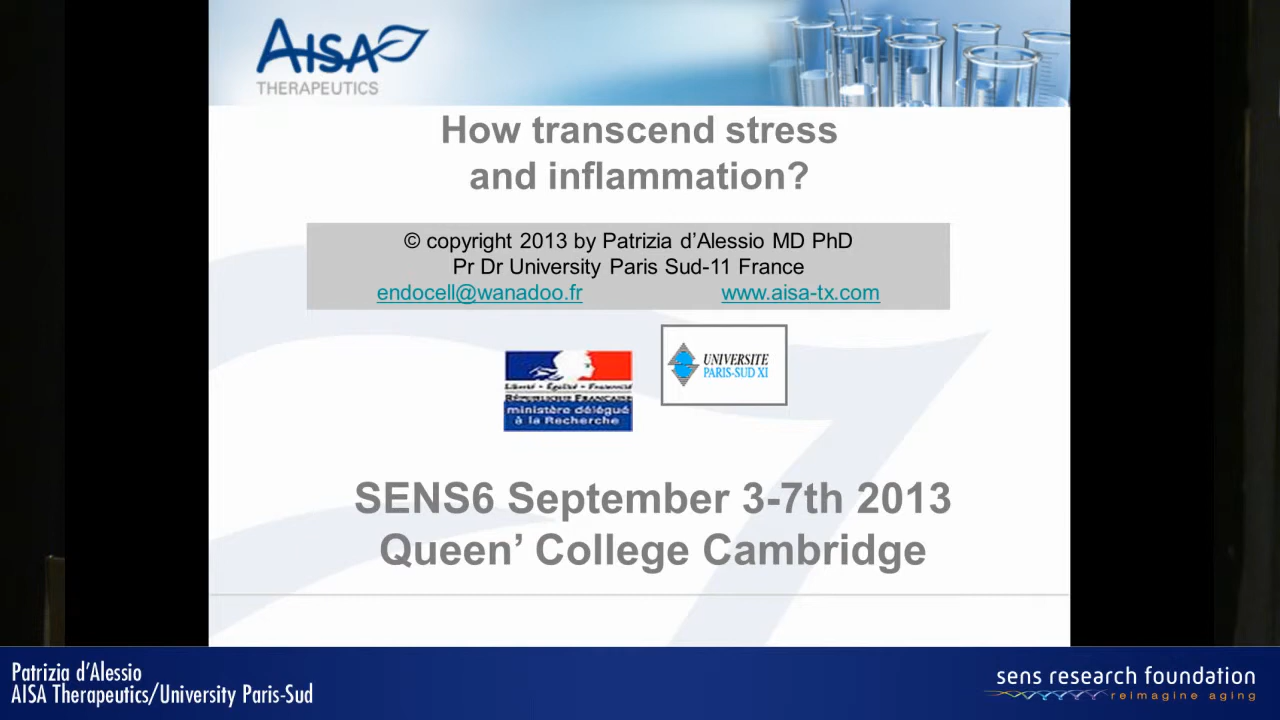 AISA
THERAPEUTICS
How transcend stress
and inflammation?
© copyright 2013 by Patrizia d’Alessio MD PhD
Pr Dr University Paris Sud-11 France
endocell@wanadoo.fr www.aisa-tx.com
Liberté • Égalité • Fraternité
RÉPUBLIQUE FRANÇAISE
ministère délégué
à la Recherche
UNIVERSITE
PARIS-SUD XI
SENS6 September 3-7th 2013
Queen’ College Cambridge
Patrizia d’Alessio
AISA Therapeutics/University Paris-Sud
sens research foundation
reimagine aging